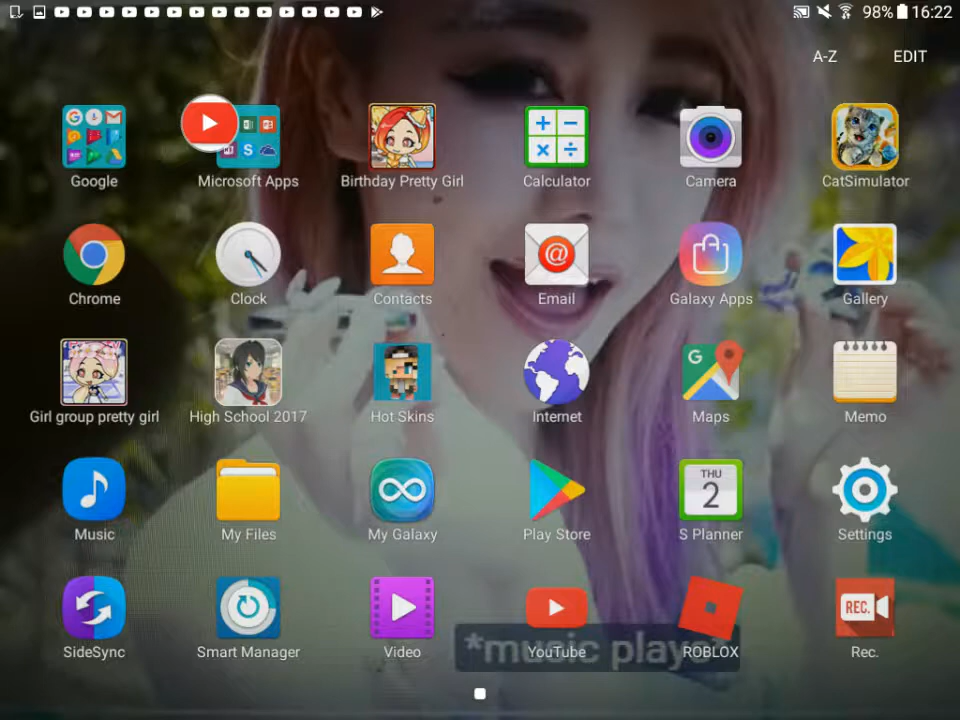 98% 16:22
A-Z EDIT
Google Microsoft Apps Birthday Pretty Girl Calculator Camera CatSimulator
Chrome Clock Contacts Email Galaxy Apps Gallery
Girl group pretty girl High School 2017 Hot Skins Internet Maps Memo
THU
2
Music My Files My Galaxy Play Store S Planner Settings
REC.
SideSync Smart Manager Video YouTube ROBLOX Rec.
*music plays*